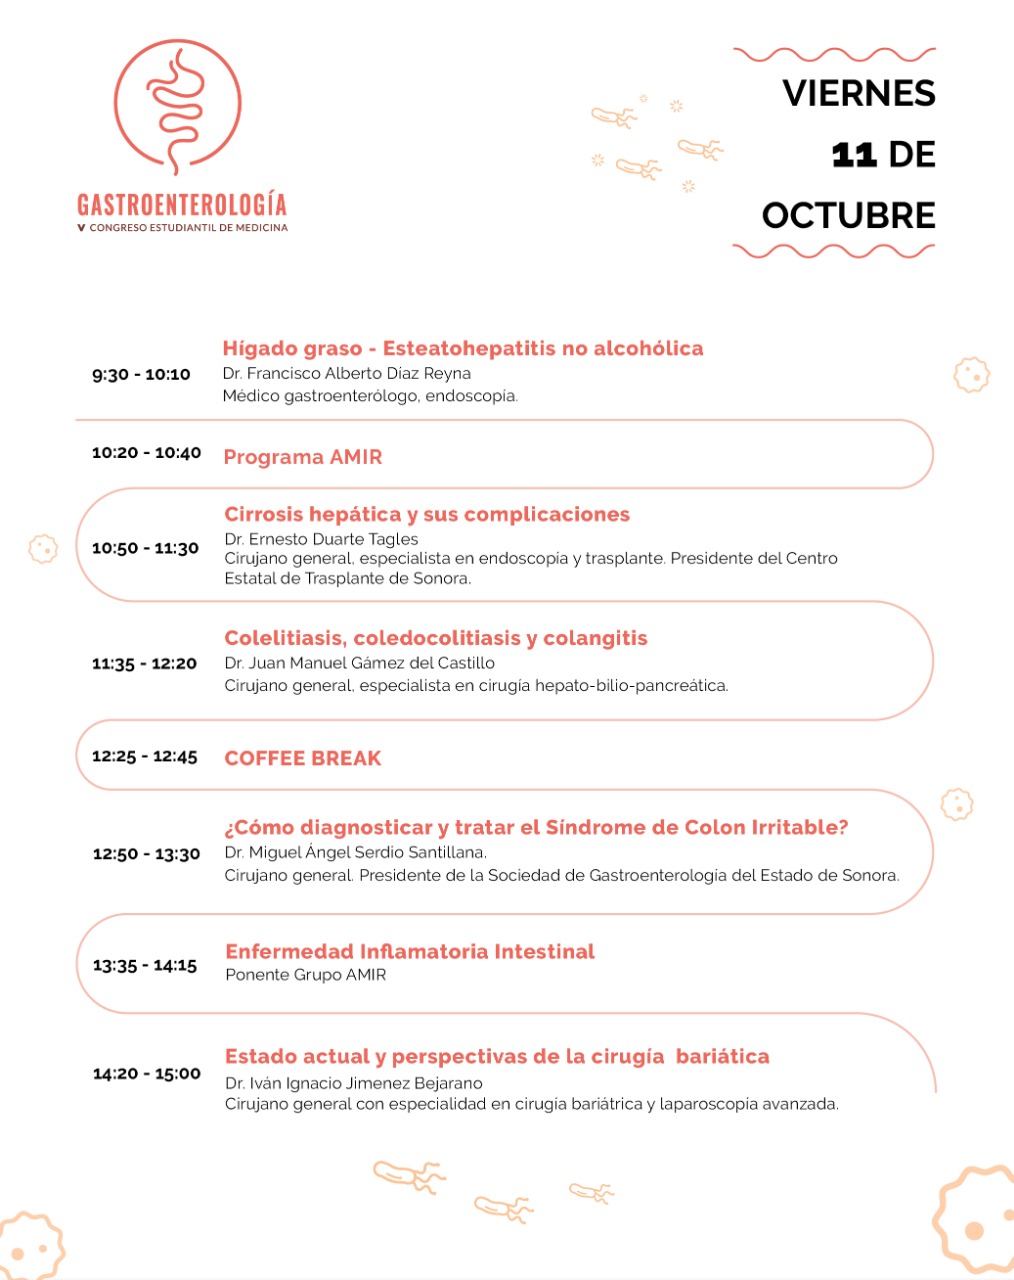 GASTROENTEROLOGÍA
V CONGRESO ESTUDIANTIL DE MEDICINA
VIERNES
11 DE
OCTUBRE
9:30 - 10:10
Hígado graso - Esteatohepatitis no alcohólica
Dr. Francisco Alberto Díaz Reyna
Médico gastroenterólogo, endoscopía.
10:20 - 10:40
Programa AMIR
10:50 - 11:30
Cirrosis hepática y sus complicaciones
Dr. Ernesto Duarte Tagles
Cirujano general, especialista en endoscopía y trasplante. Presidente del Centro
Estatal de Trasplante de Sonora.
11:35 - 12:20
Colelitiasis, coledocolitiasis y colangitis
Dr. Juan Manuel Gámez del Castillo
Cirujano general, especialista en cirugía hepato-bilio-pancreática.
12:25 - 12:45
COFFEE BREAK
12:50 - 13:30
¿Cómo diagnosticar y tratar el Síndrome de Colon Irritable?
Dr. Miguel Ángel Serdio Santillana.
Cirujano general. Presidente de la Sociedad de Gastroenterología del Estado de Sonora.
13:35 - 14:15
Enfermedad Inflamatoria Intestinal
Ponente Grupo AMIR
14:20 - 15:00
Estado actual y perspectivas de la cirugía bariática
Dr. Iván Ignacio Jimenez Bejarano
Cirujano general con especialidad en cirugía bariátrica y laparoscopía avanzada.